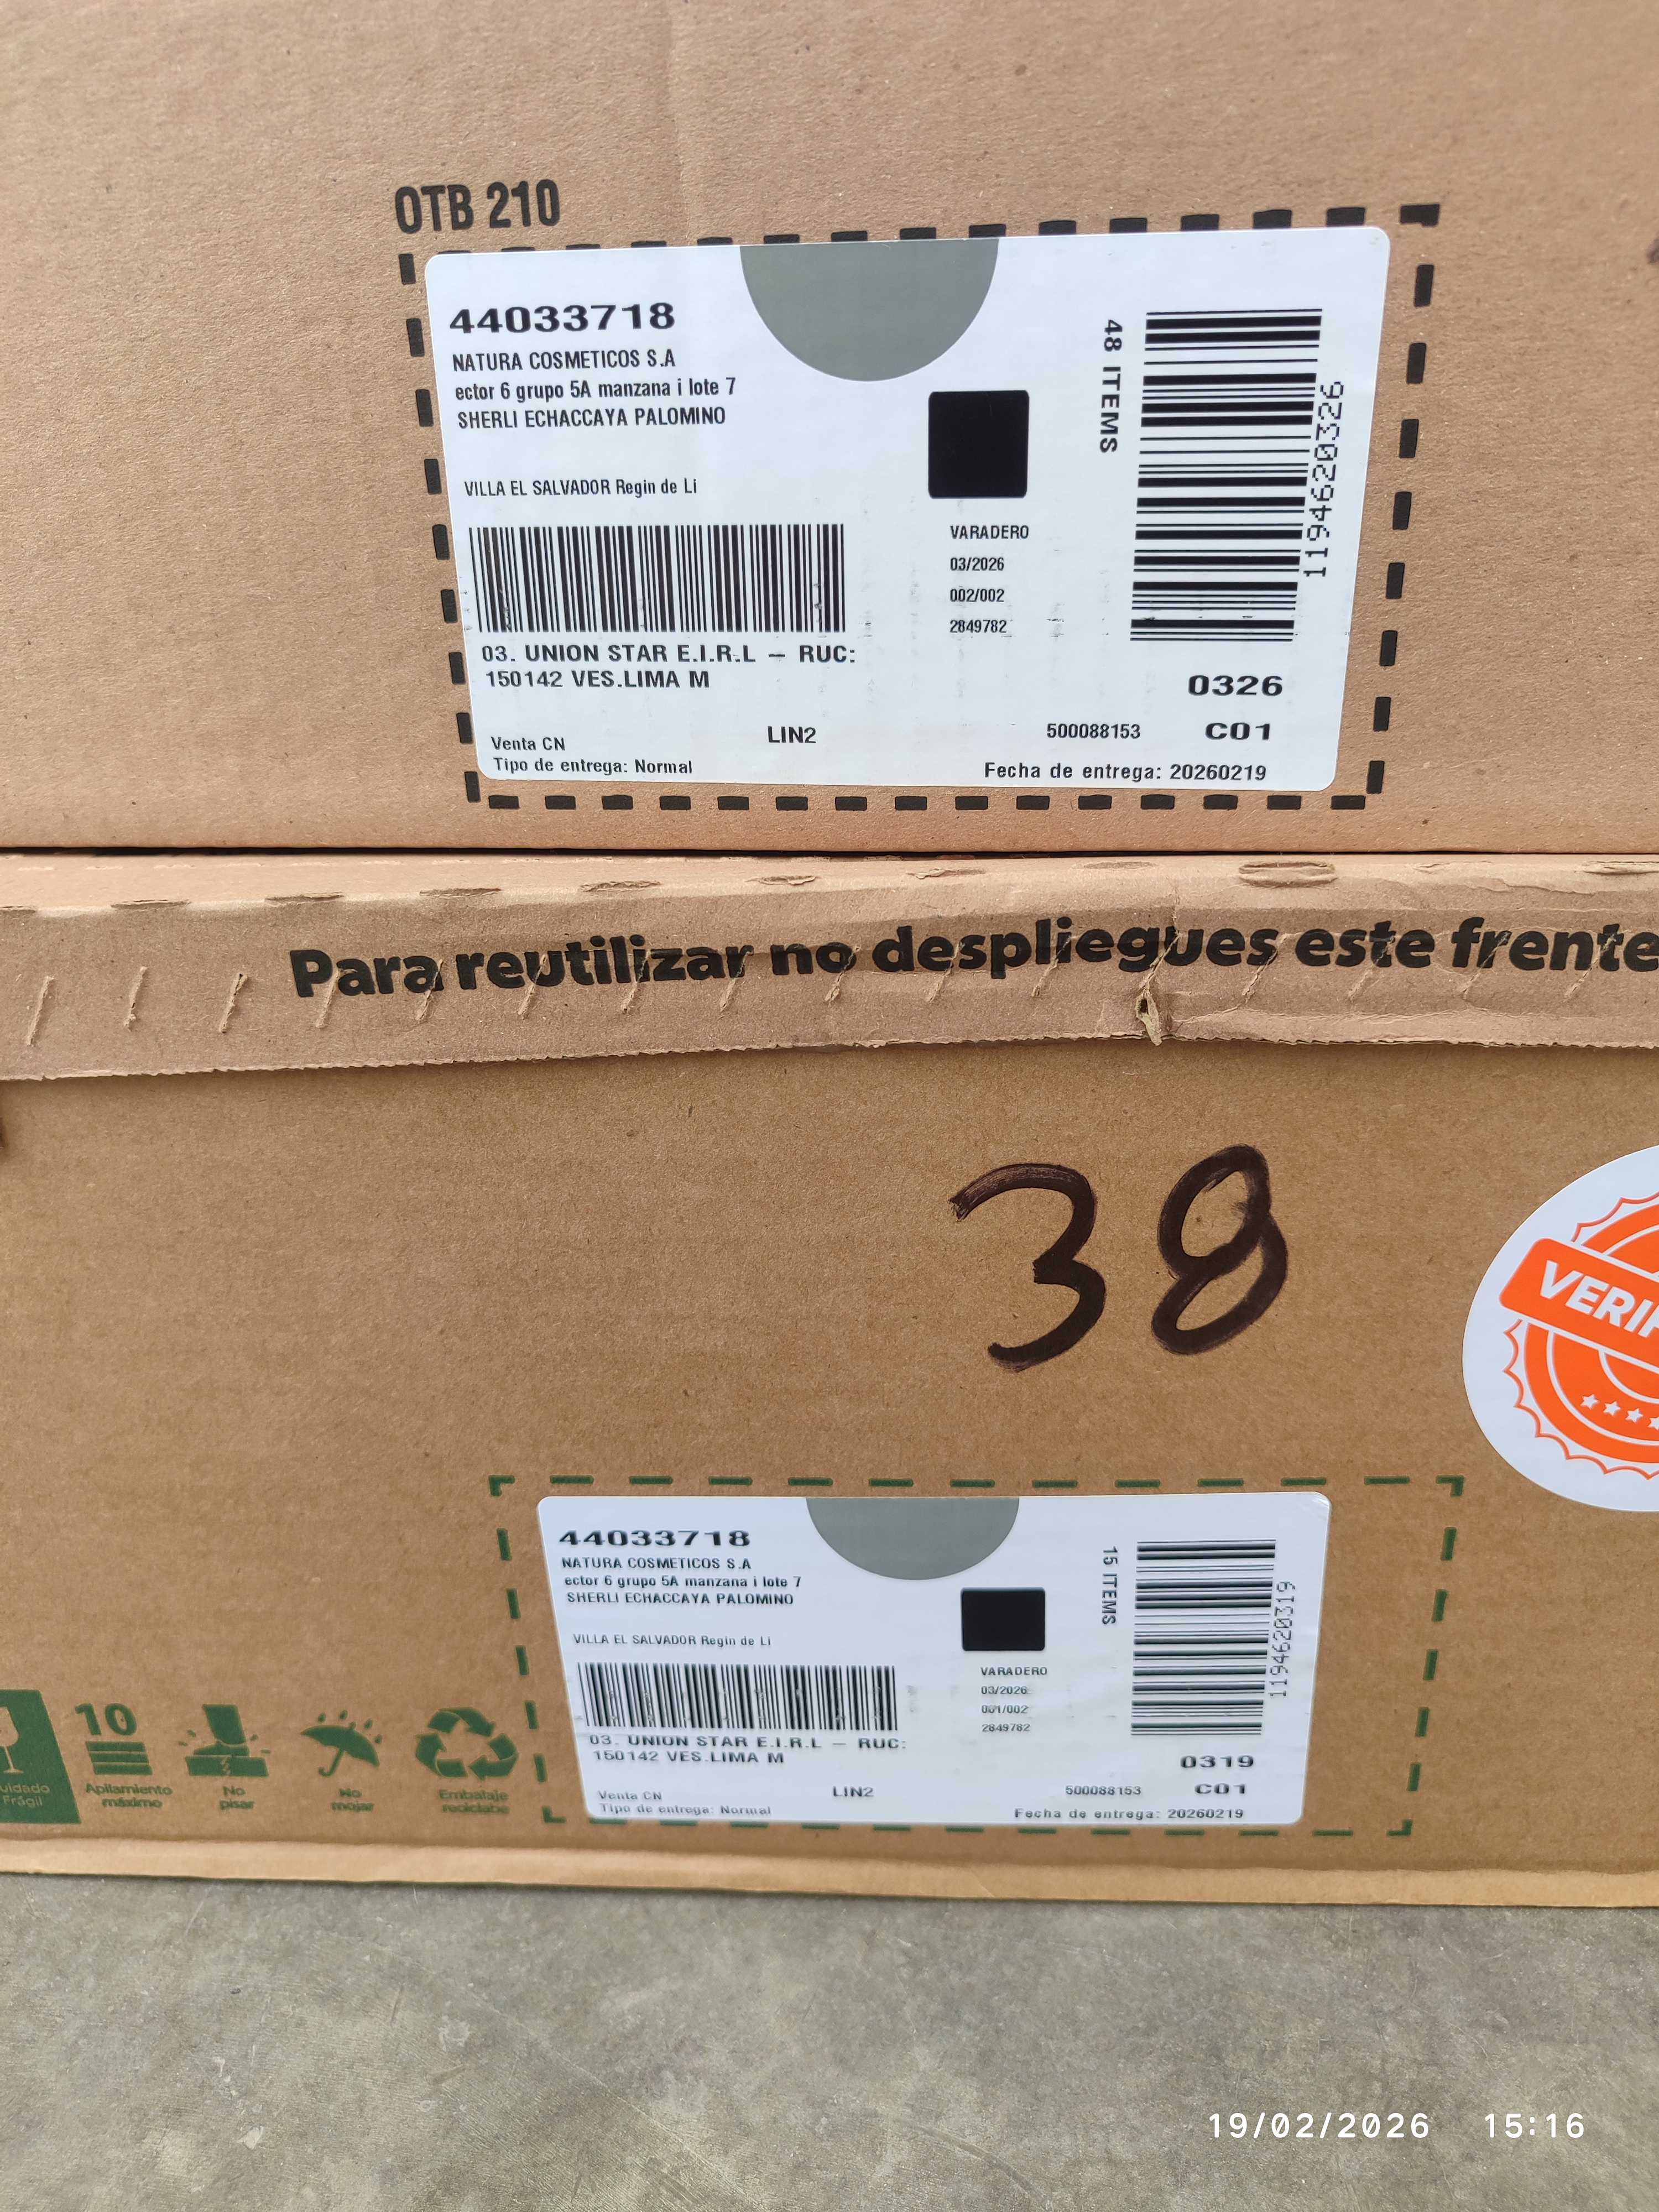 OTB 210
44033718
NATURA COSMETICOS S.A
ector 6 grupo 5A manzana i lote 7
SHERLI ECHACCAYA PALOMINO
VILLA EL SALVADOR Regin de Li
03. UNION STAR E.I.R.L – RUC:
150142 VES.LIMA M
Venta CN
Tipo de entrega: Normal
LIN2
VARADERO
03/2026
002/002
2849782
48 ITEMS
1194620326
0326
500088153
C01
Fecha de entrega: 20260219
Para reutilizar no despliegues este frente
38
44033718
NATURA COSMETICOS S.A
ector 6 grupo 5A manzana i lote 7
SHERLI ECHACCAYA PALOMINO
VILLA EL SALVADOR Regin de Li
03. UNION STAR E.I.R.L – RUC:
150142 VES.LIMA M
Venta CN
Tipo de entrega: Normal
LIN2
VARADERO
03/2026
001/002
2849782
15 ITEMS
1194620319
0319
500088153
C01
Fecha de entrega: 20260219
Frágil
10
Apilamiento
máximo
No
pisar
No
mojar
Embalaje
reciclable
19/02/2026 15:16